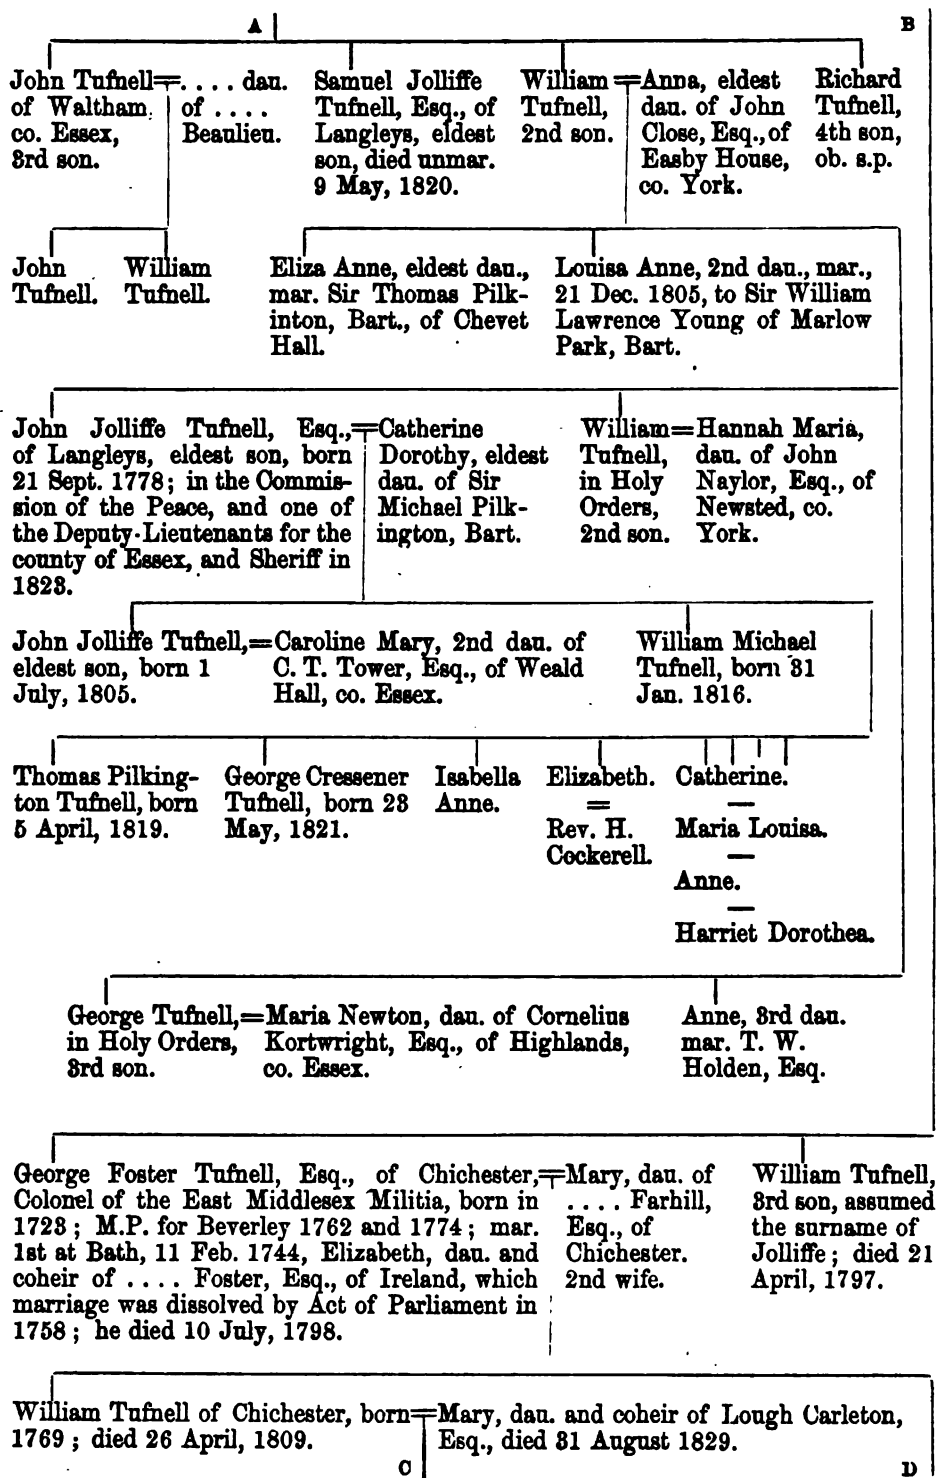 A
B
John Tufnell=.... dau.
of Waltham
co. Essex,
3rd son.
of ....
Beaulieu.
Samuel Jolliffe
Tufnell, Esq., of
Langleys, eldest
son, died unmar.
9 May, 1820.
William
Tufnell,
2nd son.
=Anna, eldest
dau. of John
Close, Esq., of
Easby House,
co. York.
Richard
Tufnell,
4th son,
ob. s.p.
John
Tufnell.
William
Tufnell.
Eliza Anne, eldest dau.,
mar. Sir Thomas Pilk-
inton, Bart., of Chevet
Hall.
Louisa Anne, 2nd dau., mar.,
21 Dec. 1805, to Sir William
Lawrence Young of Marlow
Park, Bart.
John Jolliffe Tufnell, Esq.,
of Langleys, eldest son, born
21 Sept. 1778; in the Commis-
sion of the Peace, and one of
the Deputy-Lieutenants for the
county of Essex, and Sheriff in
1823.
=Catherine
Dorothy, eldest
dau. of Sir
Michael Pilk-
ington, Bart.
William
Tufnell,
in Holy
Orders,
2nd son.
=Hannah Maria,
dau. of John
Naylor, Esq., of
Newsted, co.
York.
John Jolliffe Tufnell,
eldest son, born 1
July, 1805.
=Caroline Mary, 2nd dau. of
C. T. Tower, Esq., of Weald
Hall, co. Essex.
William Michael
Tufnell, born 31
Jan. 1816.
Thomas Pilking-
ton Tufnell, born
5 April, 1819.
George Cressener
Tufnell, born 23
May, 1821.
Isabella
Anne.
Elizabeth.
=
Rev. H.
Cockerell.
Catherine.
—
Maria Louisa.
—
Anne.
—
Harriet Dorothea.
George Tufnell,
in Holy Orders,
3rd son.
=Maria Newton, dau. of Cornelius
Kortwright, Esq., of Highlands,
co. Essex.
Anne, 3rd dau.
mar. T. W.
Holden, Esq.
George Foster Tufnell, Esq., of Chichester,
Colonel of the East Middlesex Militia, born in
1723; M.P. for Beverley 1762 and 1774; mar.
1st at Bath, 11 Feb. 1744, Elizabeth, dau. and
coheir of .... Foster, Esq., of Ireland, which
marriage was dissolved by Act of Parliament in
1758; he died 10 July, 1798.
=Mary, dau. of
.... Farhill,
Esq., of
Chichester.
2nd wife.
William Tufnell,
3rd son, assumed
the surname of
Jolliffe; died 21
April, 1797.
William Tufnell of Chichester, born
1769; died 26 April, 1809.
=Mary, dau. and coheir of Lough Carleton,
Esq., died 31 August 1829.
C
D